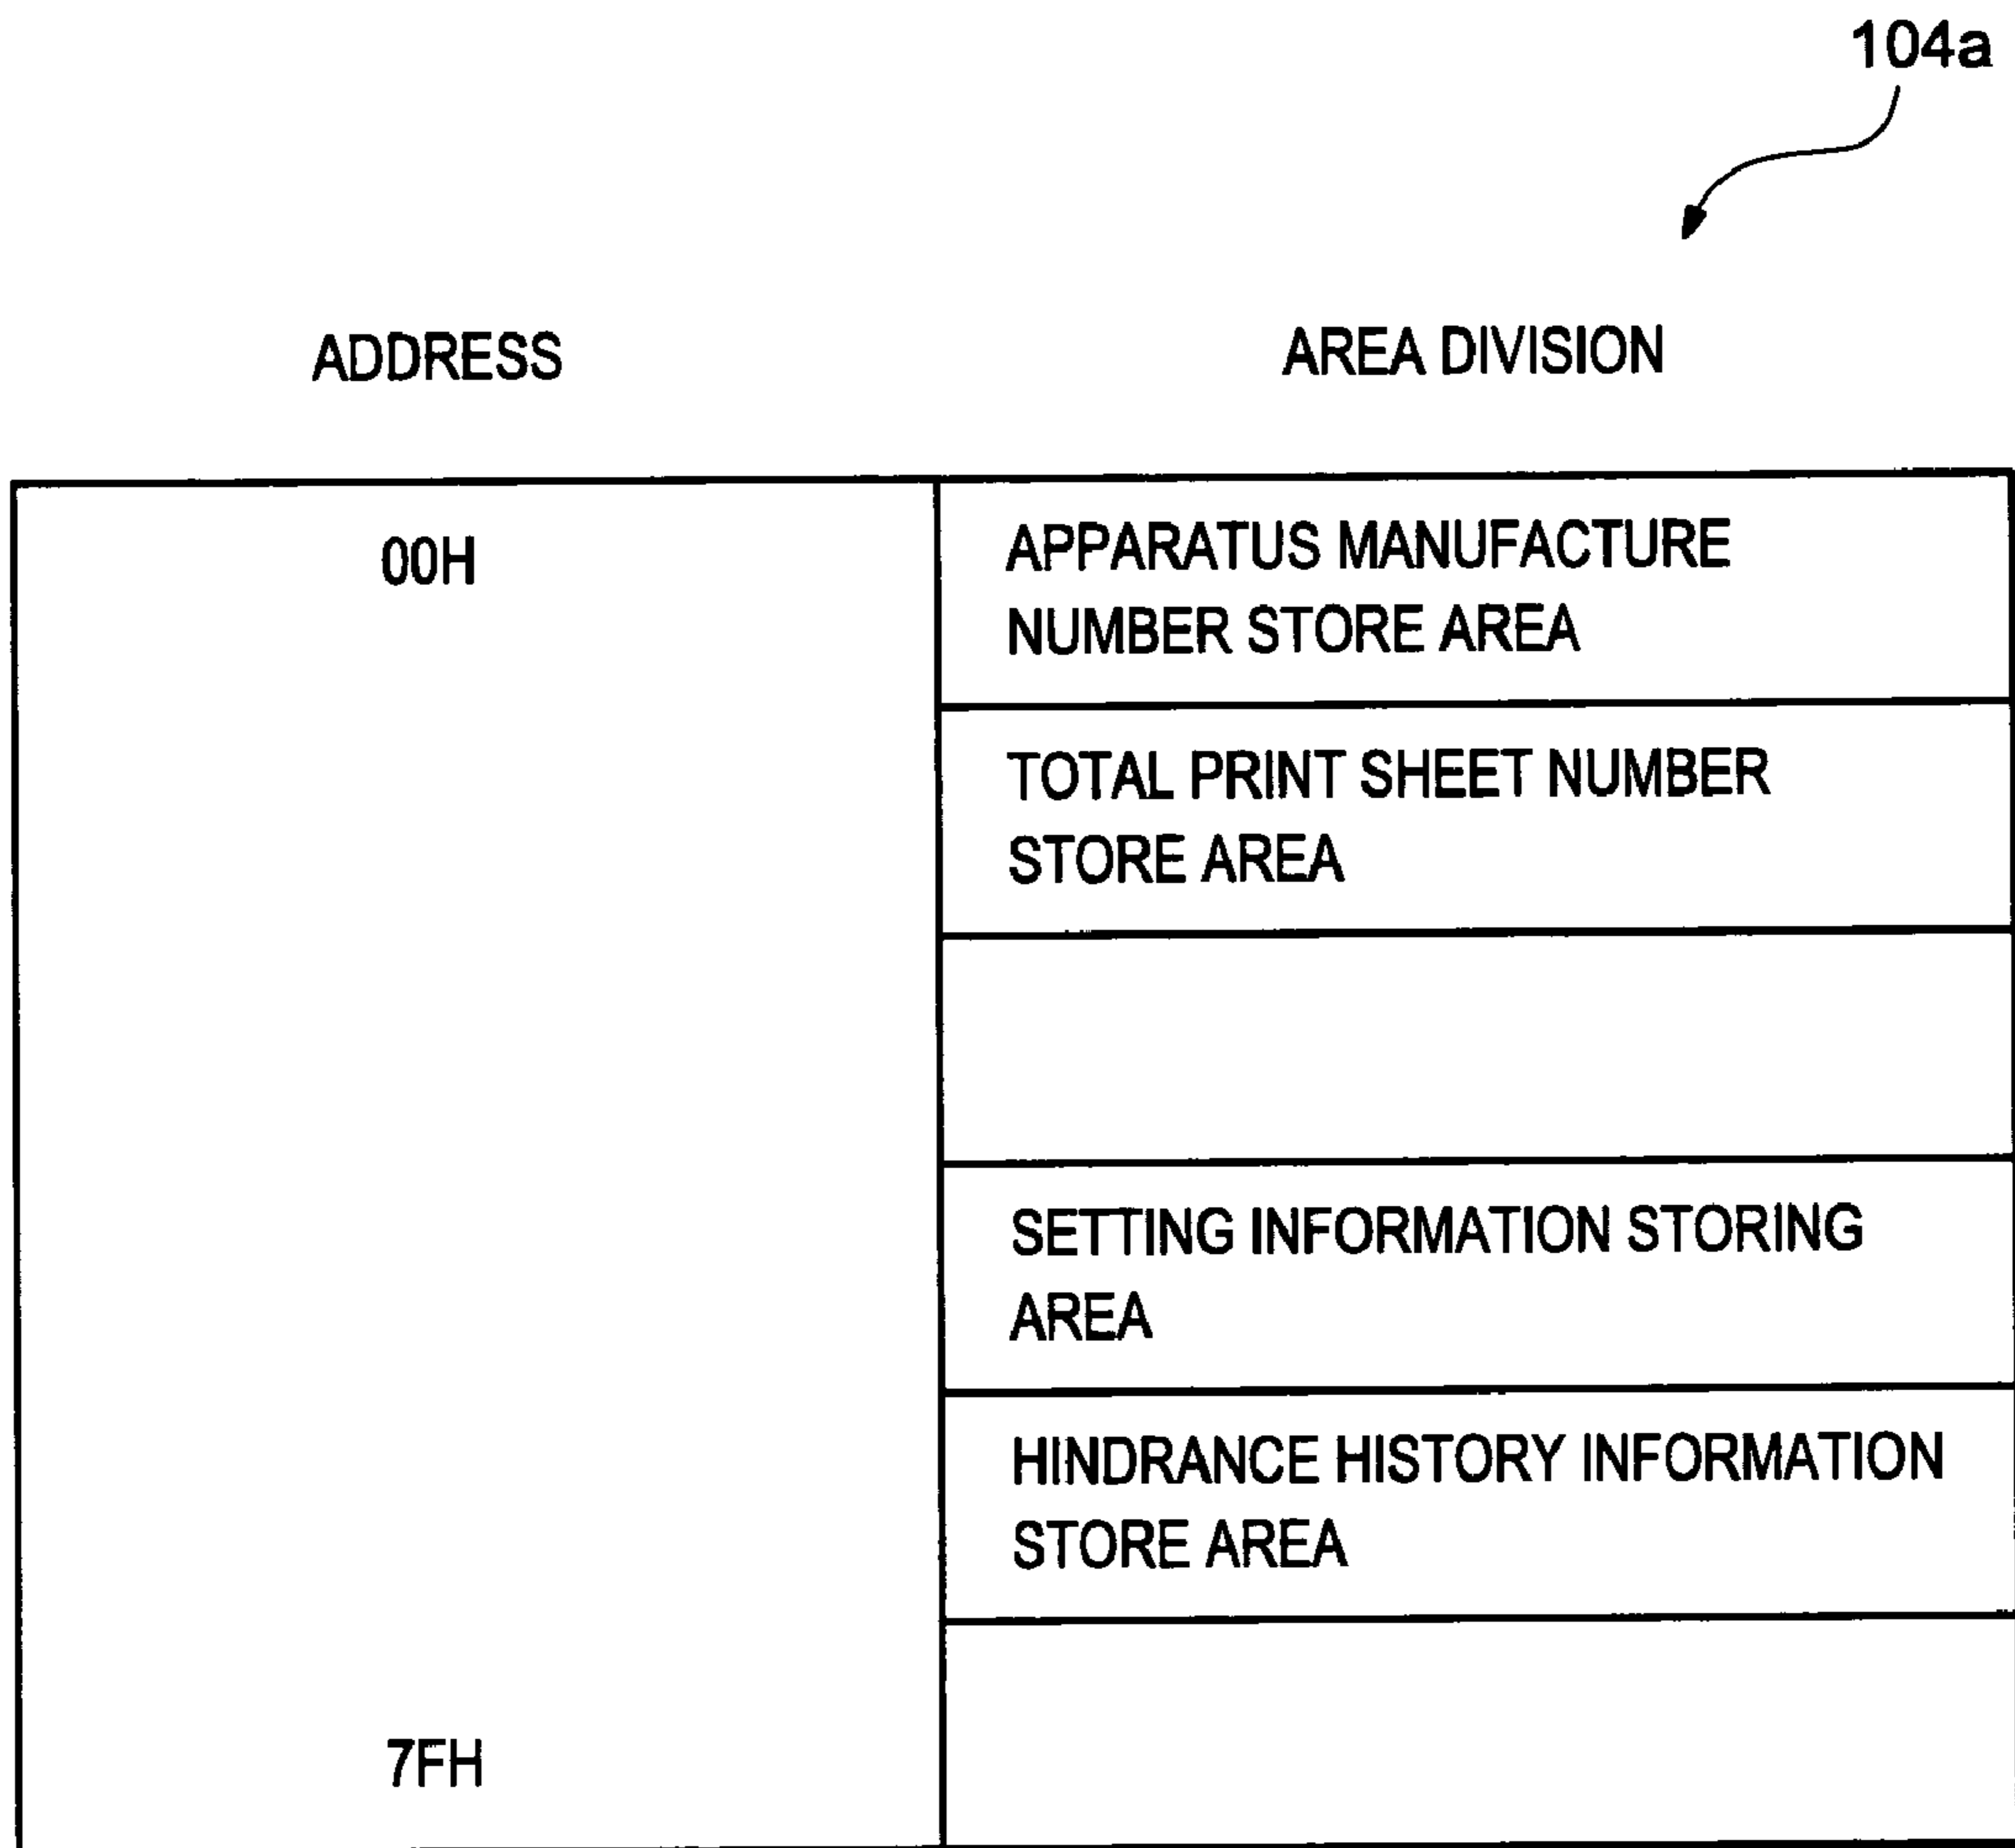 104a
ADDRESS
AREA DIVISION
00H
APPARATUS MANUFACTURE
NUMBER STORE AREA
TOTAL PRINT SHEET NUMBER
STORE AREA
SETTING INFORMATION STORING
AREA
HINDRANCE HISTORY INFORMATION
STORE AREA
7FH